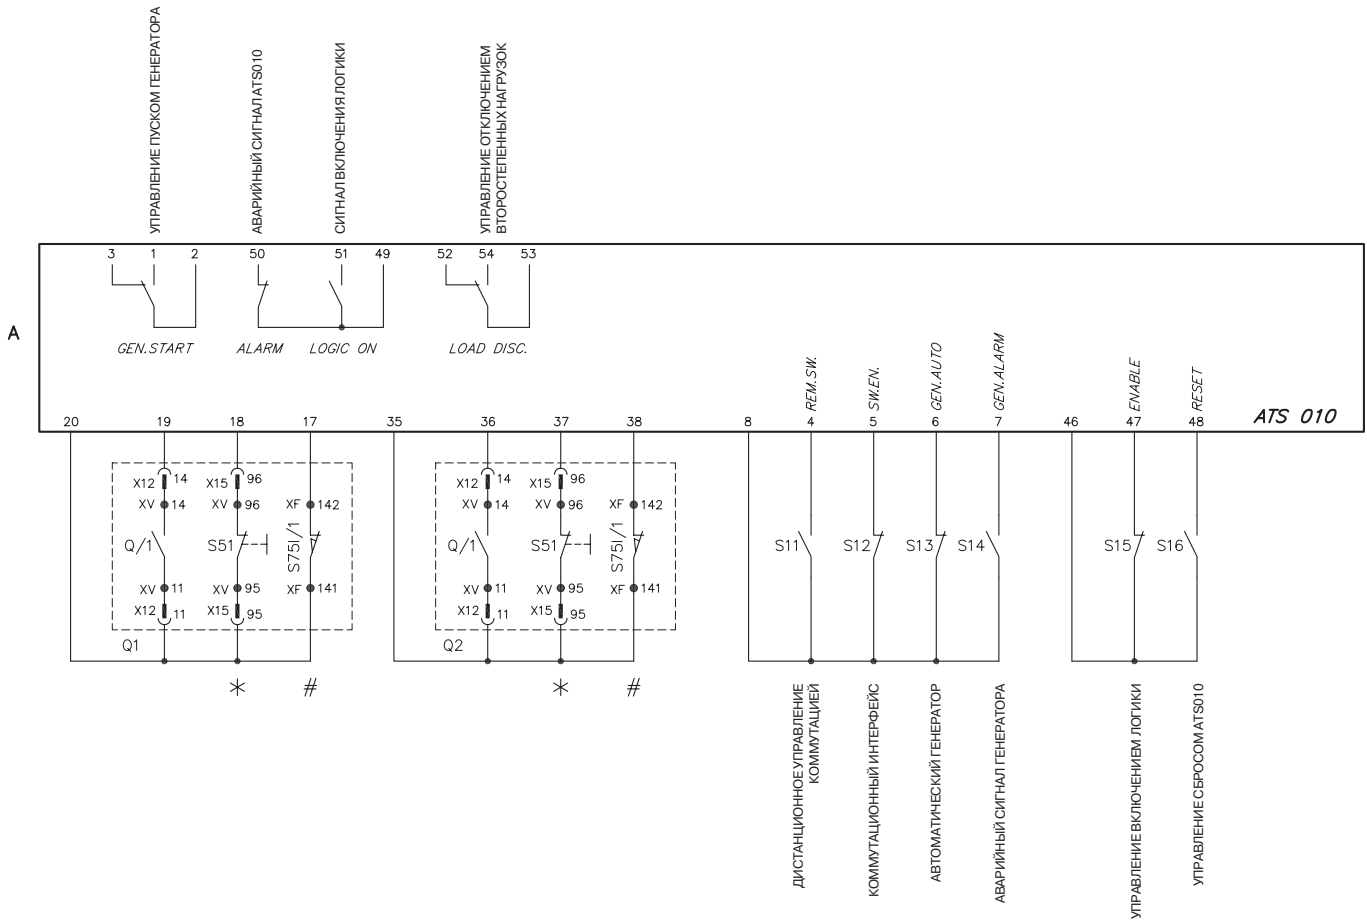 УПРАВЛЕНИЕ ПУСКОМ ГЕНЕРАТОРА
АВАРИЙНЫЙ СИГНАЛ ATS010
СИГНАЛ ВКЛЮЧЕНИЯ ЛОГИКИ
УПРАВЛЕНИЕ ОТКЛЮЧЕНИЕМ
ВТОРОСТЕПЕННЫХ НАГРУЗОК
3 1 2 50 51 49 52 54 53
A
GEN.START ALARM LOGIC ON LOAD DISC.
REM.SW.
SW.EN.
GEN.AUTO
GEN.ALARM
ENABLE
RESET
ATS 010
20 19 18 17 35 36 37 38 8 4 5 6 7 46 47 48
X12 14 X15 96 X12 14 X15 96
XV 14 XV 96 XF 142 XV 14 XV 96 XF 142
Q/1 S51 S75I/1 Q/1 S51 S75I/1 S11 S12 S13 S14 S15 S16
XV 11 XV 95 XF 141 XV 11 XV 95 XF 141
X12 11 X15 95 X12 11 X15 95
Q1 Q2
* # * #
ДИСТАНЦИОННОЕ УПРАВЛЕНИЕ
КОММУТАЦИЕЙ
КОММУТАЦИОННЫЙ ИНТЕРФЕЙС
АВТОМАТИЧЕСКИЙ ГЕНЕРАТОР
АВАРИЙНЫЙ СИГНАЛ ГЕНЕРАТОРА
УПРАВЛЕНИЕ ВКЛЮЧЕНИЕМ ЛОГИКИ
УПРАВЛЕНИЕ СБРОСОМ ATS010